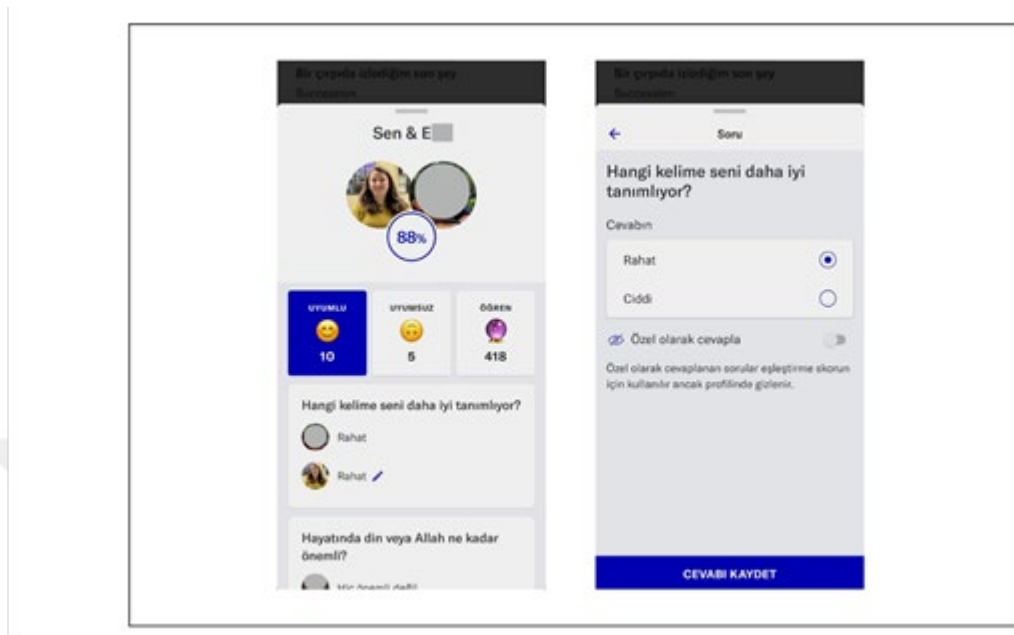 Bir çırpıda izlediğim son şey
Succession
Sen & E
88%
UYUMLU
10
UYUMSUZ
5
ÖĞREN
418
Hangi kelime seni daha iyi tanımlıyor?
Rahat
Rahat
Hayatında din veya Allah ne kadar
önemli?
Hiç önemli değil
Bir çırpıda izlediğim son şey
Succession
Soru
Hangi kelime seni daha iyi
tanımlıyor?
Cevabın
Rahat
Ciddi
Özel olarak cevapla
Özel olarak cevaplanan sorular eşleştirme skorun
için kullanılır ancak profilinde gizlenir.
CEVABI KAYDET